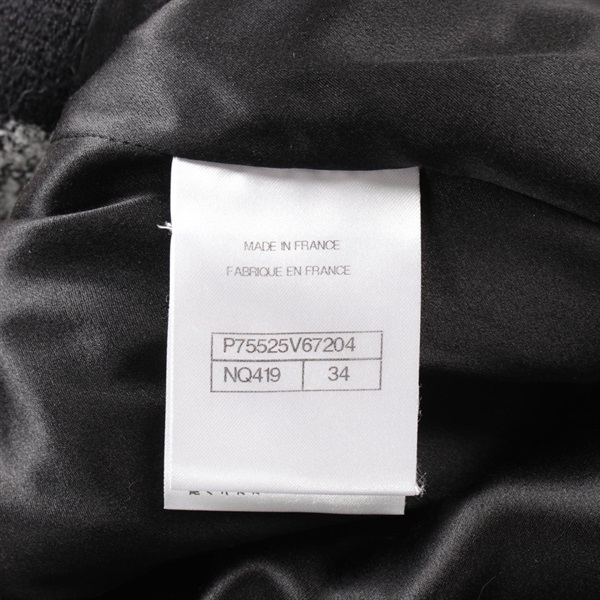 MADE IN FRANCE
FABRIQUE EN FRANCE
P75525V67204
NQ419 34